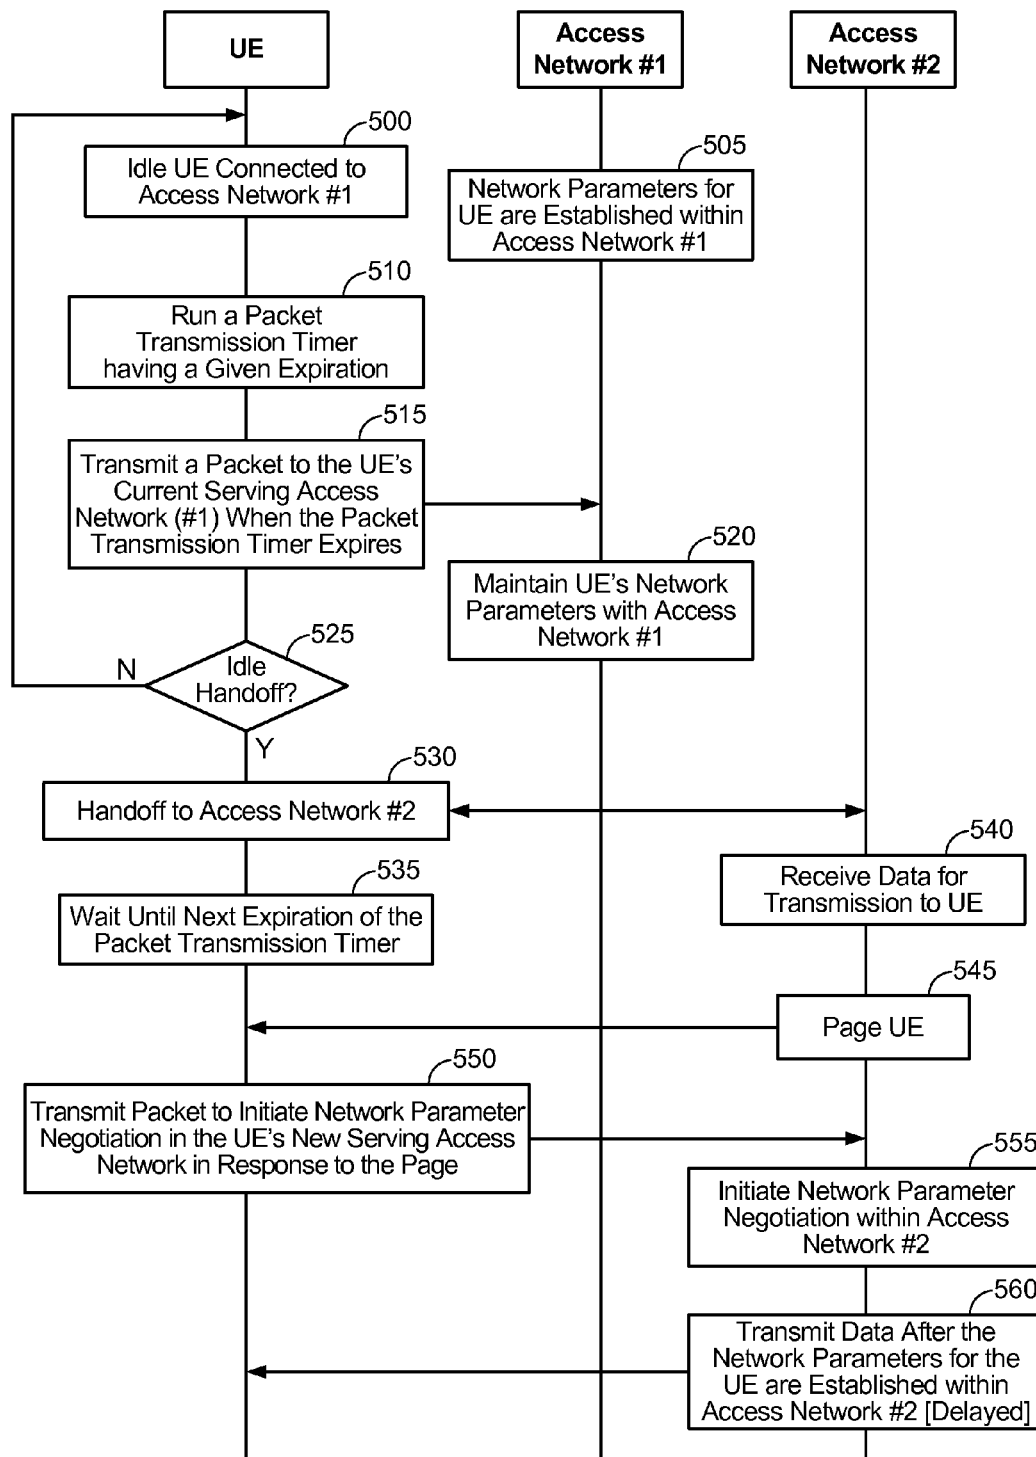 UE
Access
Network #1
Access
Network #2
500
Idle UE Connected to
Access Network #1
505
Network Parameters for
UE are Established within
Access Network #1
510
Run a Packet
Transmission Timer
having a Given Expiration
515
Transmit a Packet to the UE's
Current Serving Access
Network (#1) When the Packet
Transmission Timer Expires
520
Maintain UE's Network
Parameters with Access
Network #1
525
Idle
Handoff?
N
Y
530
Handoff to Access Network #2
535
Wait Until Next Expiration of the
Packet Transmission Timer
540
Receive Data for
Transmission to UE
545
Page UE
550
Transmit Packet to Initiate Network Parameter
Negotiation in the UE's New Serving Access
Network in Response to the Page
555
Initiate Network Parameter
Negotiation within Access
Network #2
560
Transmit Data After the
Network Parameters for the
UE are Established within
Access Network #2 [Delayed]